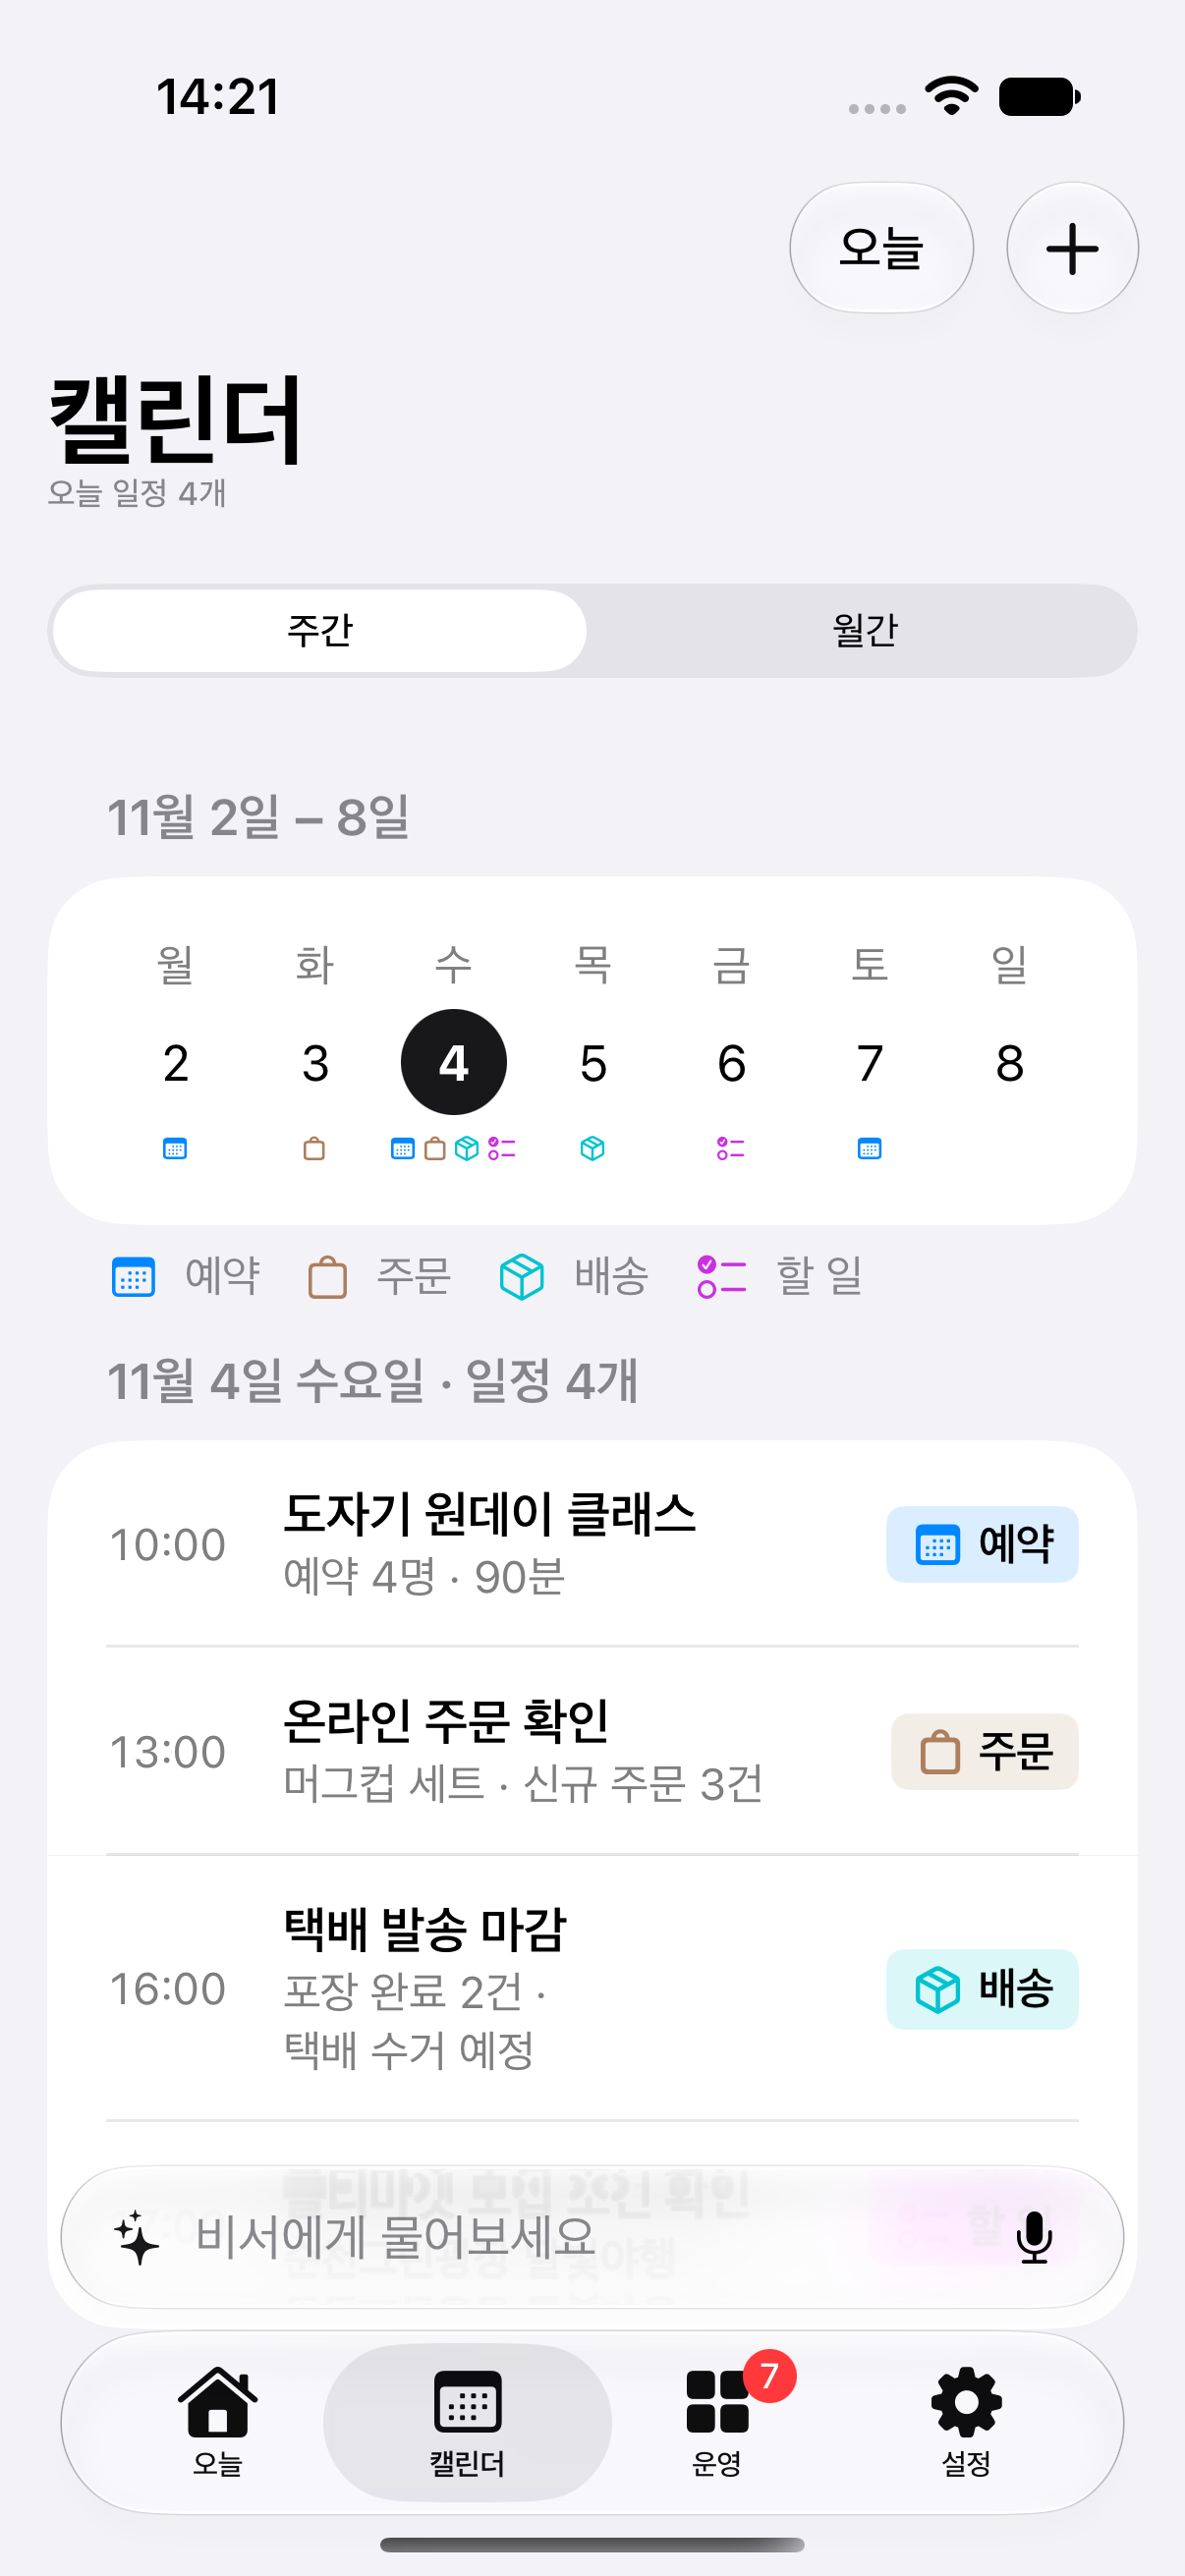 14:21
오늘
캘린더
오늘 일정 4개
주간 월간
11월 2일 – 8일
월 화 수 목 금 토 일
2 3 4 5 6 7 8
예약 주문 배송 할 일
11월 4일 수요일 · 일정 4개
10:00
도자기 원데이 클래스
예약 4명 · 90분
예약
13:00
온라인 주문 확인
머그컵 세트 · 신규 주문 3건
주문
16:00
택배 발송 마감
포장 완료 2건 ·
택배 수거 예정
배송
확인
할 일
비서에게 물어보세요
7
오늘 캘린더 운영 설정